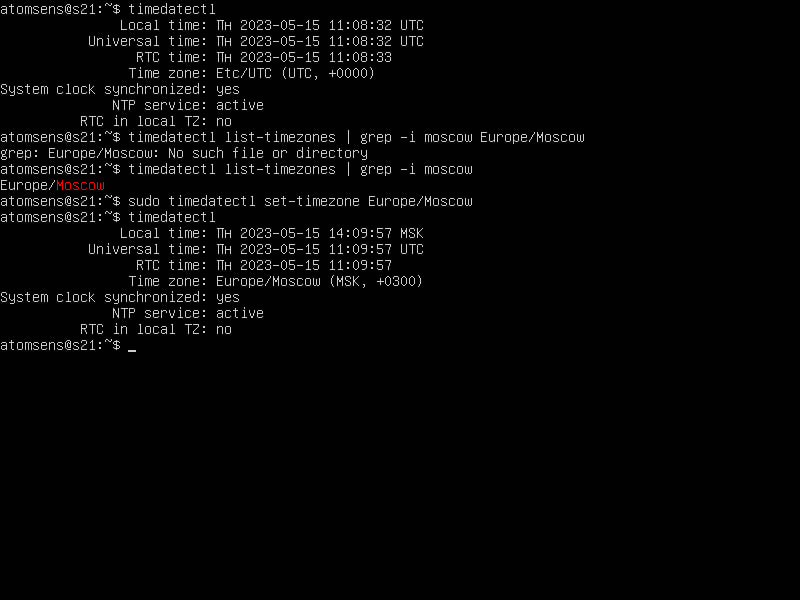 atomsens@s21:~$ timedatectl
Local time: Пн 2023-05-15 11:08:32 UTC
Universal time: Пн 2023-05-15 11:08:32 UTC
RTC time: Пн 2023-05-15 11:08:33
Time zone: Etc/UTC (UTC, +0000)
System clock synchronized: yes
NTP service: active
RTC in local TZ: no
atomsens@s21:~$ timedatectl list-timezones | grep -i moscow Europe/Moscow
grep: Europe/Moscow: No such file or directory
atomsens@s21:~$ timedatectl list-timezones | grep -i moscow
Europe/Moscow
atomsens@s21:~$ sudo timedatectl set-timezone Europe/Moscow
atomsens@s21:~$ timedatectl
Local time: Пн 2023-05-15 14:09:57 MSK
Universal time: Пн 2023-05-15 11:09:57 UTC
RTC time: Пн 2023-05-15 11:09:57
Time zone: Europe/Moscow (MSK, +0300)
System clock synchronized: yes
NTP service: active
RTC in local TZ: no
atomsens@s21:~$ _